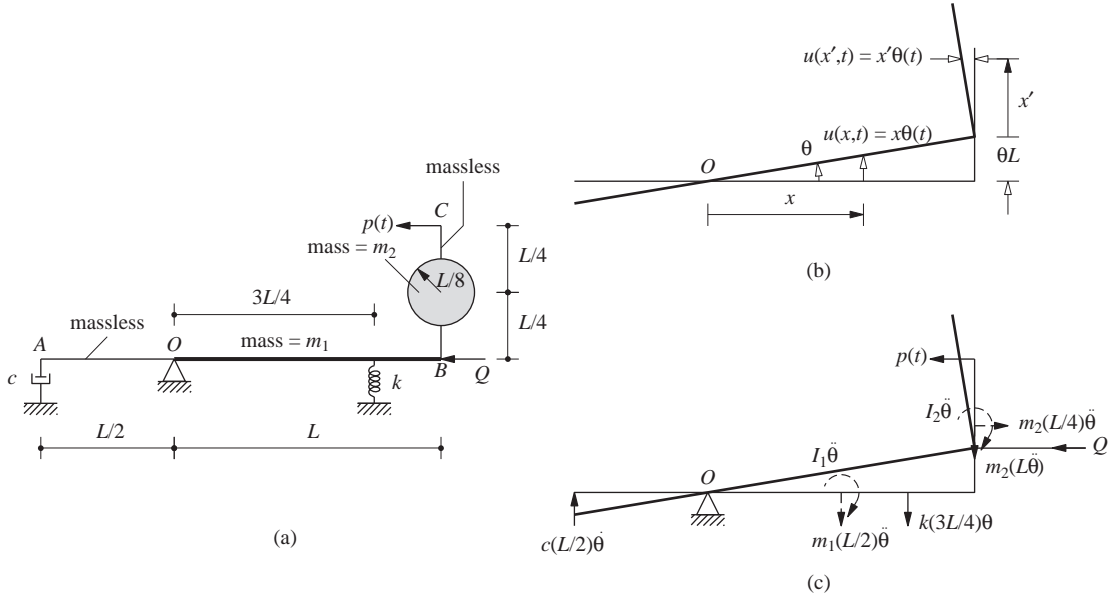 massless
C
p(t)
mass = m₂
L/8
L/4
L/4
3L/4
massless
A
O
mass = m₁
B
Q
c
k
L/2
L
(a)
u(x′,t) = x′θ(t)
x′
u(x,t) = xθ(t)
θ
θL
O
x
(b)
p(t)
I₂θ̈
m₂(L/4)θ̈
Q
I₁θ̈
m₂(Lθ̈)
O
k(3L/4)θ
c(L/2)θ̇
m₁(L/2)θ̈
(c)